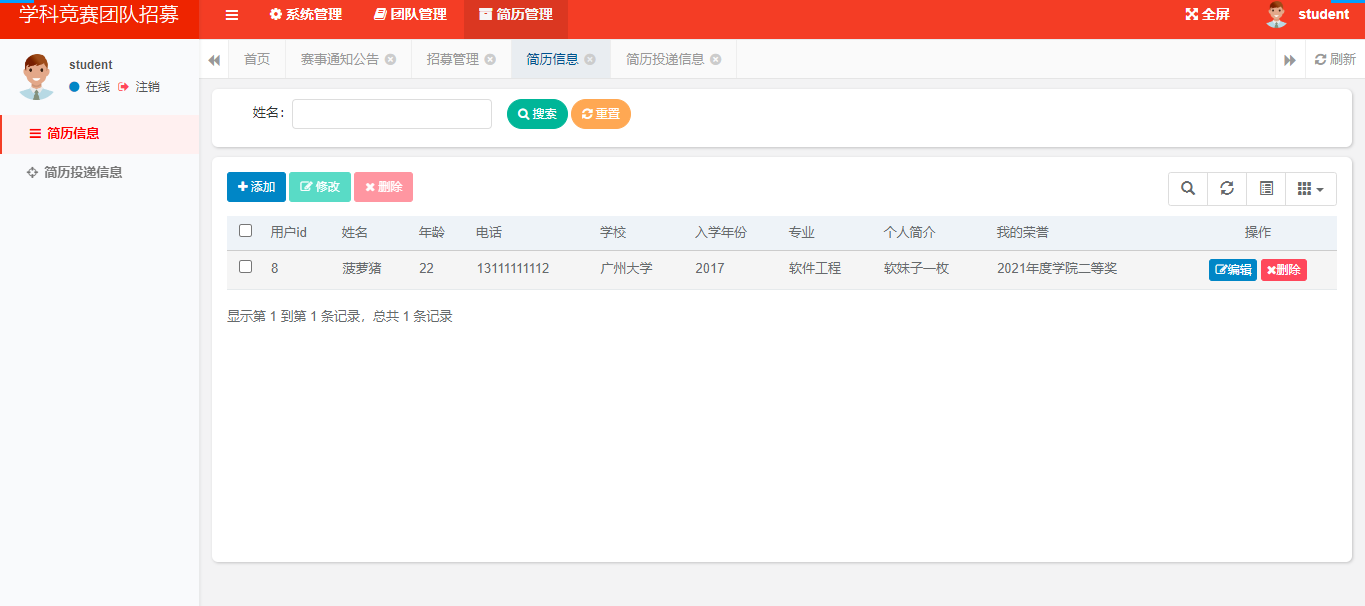 学科竞赛团队招募 系统管理 团队管理 简历管理 全屏 student
student
在线 注销
首页 赛事通知公告 招募管理 简历信息 简历投递信息 刷新
简历信息
简历投递信息
姓名： 搜索 重置
添加 修改 删除
用户id 姓名 年龄 电话 学校 入学年份 专业 个人简介 我的荣誉 操作
8 菠萝猪 22 13111111112 广州大学 2017 软件工程 软妹子一枚 2021年度学院二等奖 编辑 删除
显示第 1 到第 1 条记录，总共 1 条记录